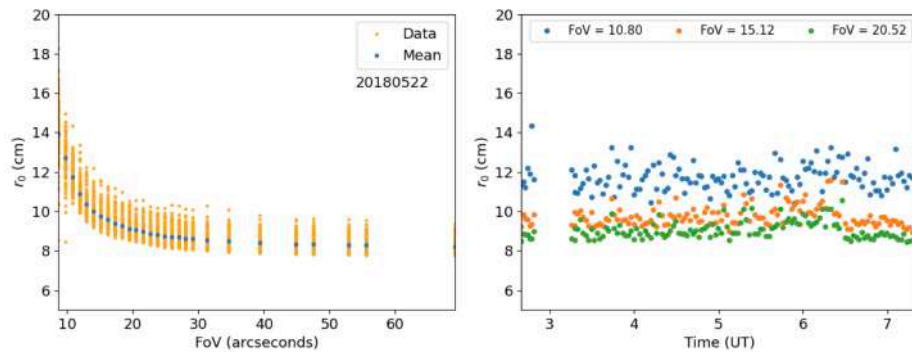 20
18
16
14
12
10
8
6
r₀ (cm)
Data
Mean
20180522
10 20 30 40 50 60
FoV (arcseconds)
20
18
16
14
12
10
8
6
r₀ (cm)
FoV = 10.80 FoV = 15.12 FoV = 20.52
3 4 5 6 7
Time (UT)